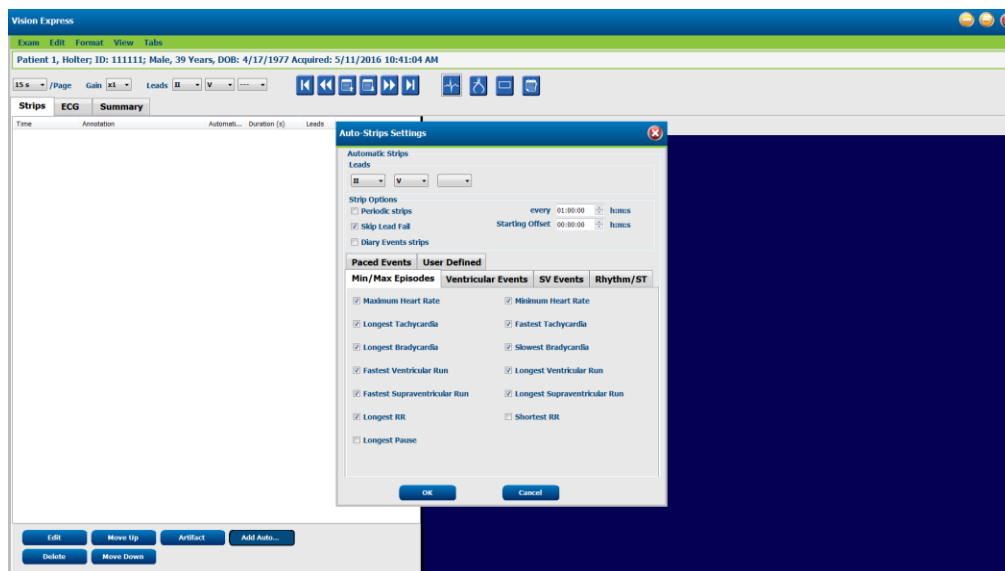 Vision Express
Exam Edit Format View Tabs
Patient 1, Holter; ID: 111111; Male, 39 Years, DOB: 4/17/1977 Acquired: 5/11/2016 10:41:04 AM
15 s /Page Gain x1 Leads II V ---
Strips ECG Summary
Time Annotation Automati... Duration (s) Leads
Auto-Strips Settings
Automatic Strips
Leads
II V
Strip Options
Periodic strips every 01:00:00 h:m:s
Skip Lead Fail Starting Offset 00:00:00 h:m:s
Diary Events strips
Paced Events User Defined
Min/Max Episodes Ventricular Events SV Events Rhythm/ST
Maximum Heart Rate Minimum Heart Rate
Longest Tachycardia Fastest Tachycardia
Longest Bradycardia Slowest Bradycardia
Fastest Ventricular Run Longest Ventricular Run
Fastest Supraventricular Run Longest Supraventricular Run
Longest RR Shortest RR
Longest Pause
OK Cancel
Edit Move Up Artifact Add Auto...
Delete Move Down